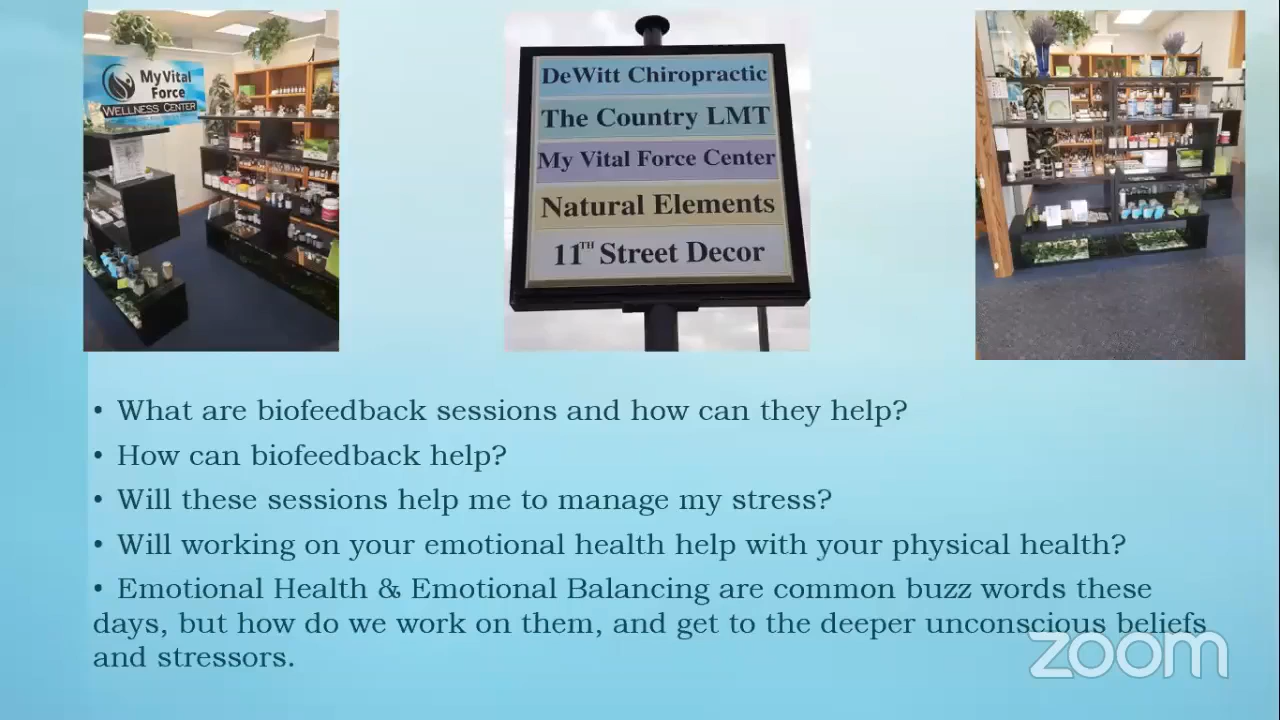 My Vital
Force
WELLNESS CENTER
DeWitt Chiropractic
The Country LMT
My Vital Force Center
Natural Elements
11TH Street Decor
• What are biofeedback sessions and how can they help?
• How can biofeedback help?
• Will these sessions help me to manage my stress?
• Will working on your emotional health help with your physical health?
• Emotional Health & Emotional Balancing are common buzz words these
days, but how do we work on them, and get to the deeper unconscious beliefs
and stressors.
zoom